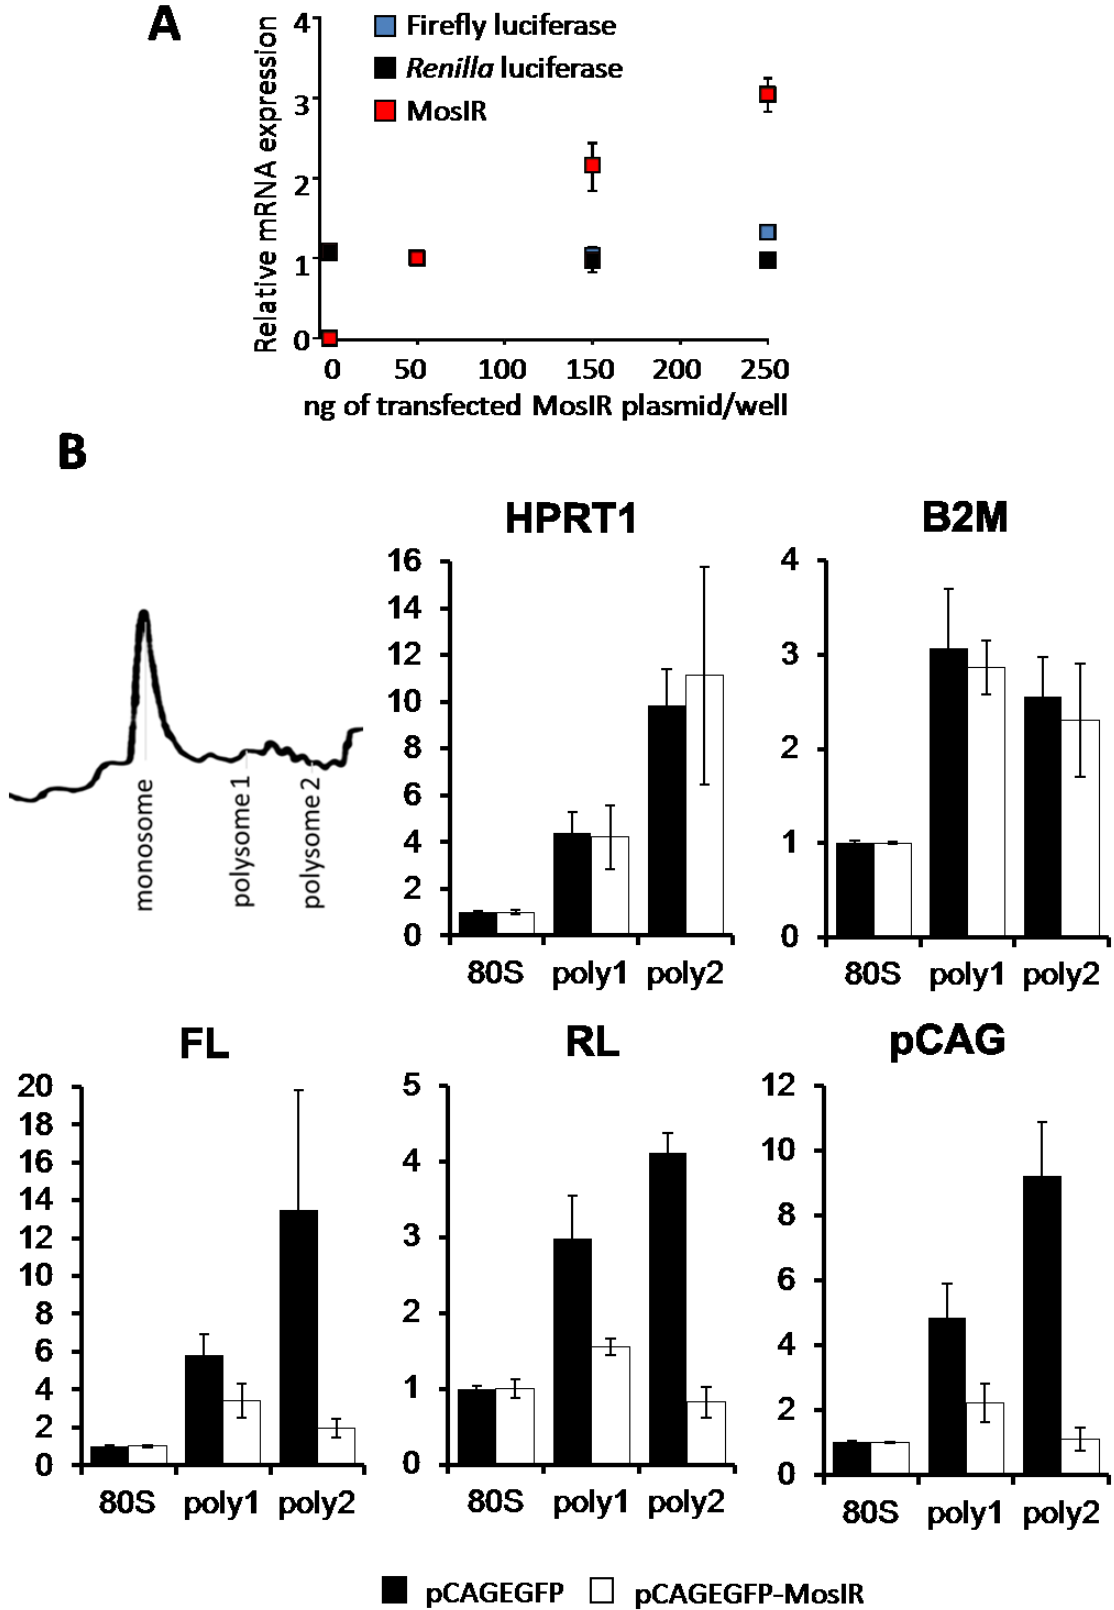 A
Firefly luciferase
Renilla luciferase
MosIR
Relative mRNA expression
4
3
2
1
0
0 50 100 150 200 250
ng of transfected MosIR plasmid/well
B
monosome
polysome 1
polysome 2
HPRT1
16
14
12
10
8
6
4
2
0
80S poly1 poly2
B2M
4
3
2
1
0
80S poly1 poly2
FL
20
18
16
14
12
10
8
6
4
2
0
80S poly1 poly2
RL
5
4
3
2
1
0
80S poly1 poly2
pCAG
12
10
8
6
4
2
0
80S poly1 poly2
pCAGEGFP
pCAGEGFP-MosIR